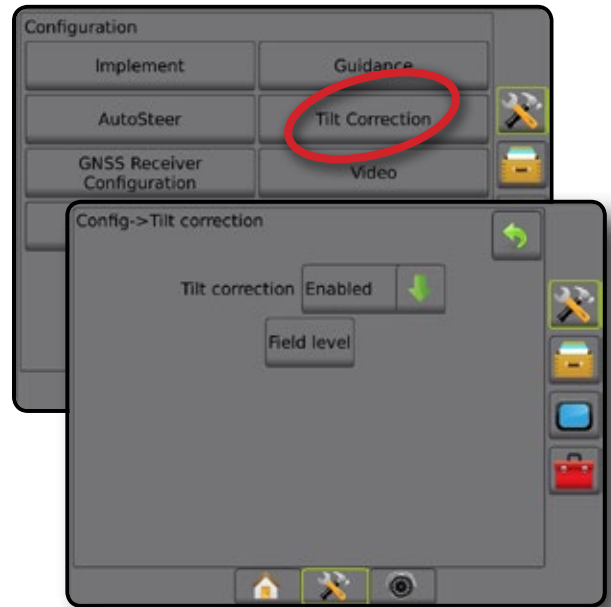 Configuration
Implement
Guidance
AutoSteer
Tilt Correction
GNSS Receiver
Configuration
Video
Config->Tilt correction
Tilt correction
Enabled
Field level